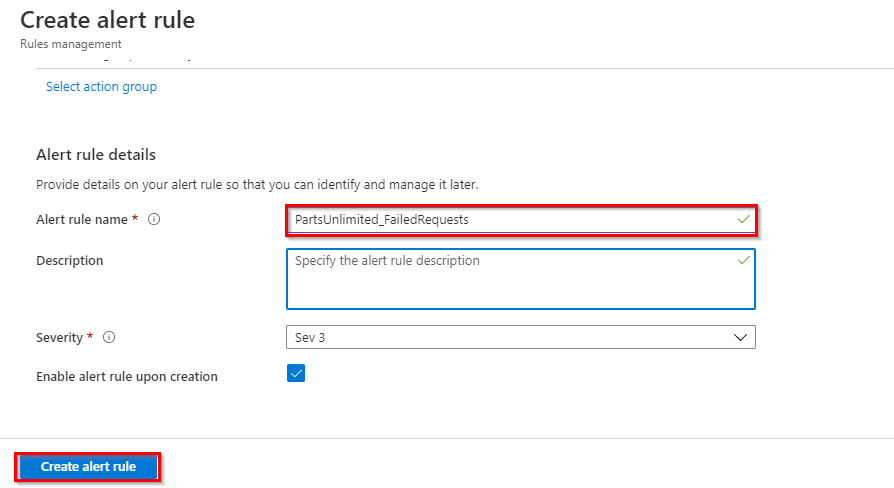 Create alert rule
Rules management
Select action group
Alert rule details
Provide details on your alert rule so that you can identify and manage it later.
Alert rule name *
PartsUnlimited_FailedRequests
Description
Specify the alert rule description
Severity *
Sev 3
Enable alert rule upon creation
Create alert rule